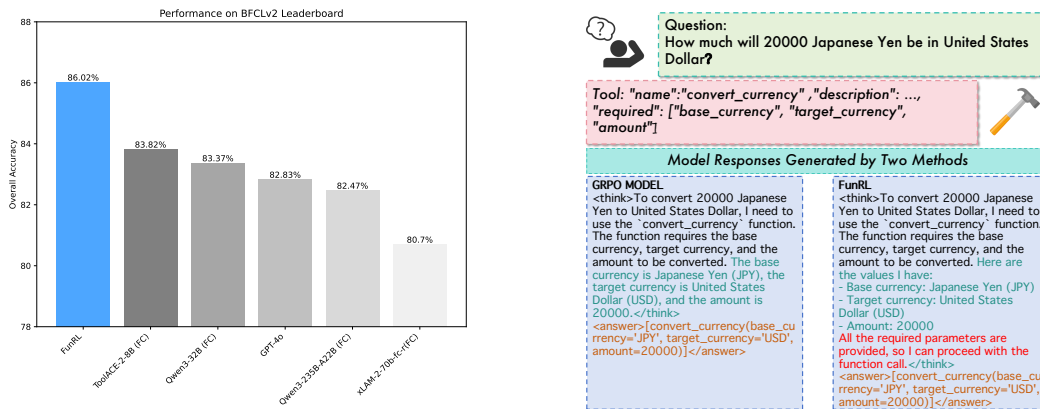 Performance on BFCLv2 Leaderboard
Overall Accuracy
88
86
84
82
80
78
86.02%
83.82%
83.37%
82.83%
82.47%
80.7%
FunRL
ToolACE-2-8B (FC)
Qwen3-32B (FC)
GPT-4o
Qwen3-235B-A22B (FC)
xLAM-2-70b-fc-r(FC)
?
Question:
How much will 20000 Japanese Yen be in United States
Dollar?
Tool: "name":"convert_currency" ,"description": ...,
"required": ["base_currency", "target_currency",
"amount"]
Model Responses Generated by Two Methods
GRPO MODEL
<think>To convert 20000 Japanese
Yen to United States Dollar, I need to
use the `convert_currency` function.
The function requires the base
currency, target currency, and the
amount to be converted. The base
currency is Japanese Yen (JPY), the
target currency is United States
Dollar (USD), and the amount is
20000.</think>
<answer>[convert_currency(base_cu
rrency='JPY', target_currency='USD',
amount=20000)]</answer>
FunRL
<think>To convert 20000 Japanese
Yen to United States Dollar, I need to
use the `convert_currency` function.
The function requires the base
currency, target currency, and the
amount to be converted. Here are
the values I have:
- Base currency: Japanese Yen (JPY)
- Target currency: United States
Dollar (USD)
- Amount: 20000
All the required parameters are
provided, so I can proceed with the
function call.</think>
<answer>[convert_currency(base_cu
rrency='JPY', target_currency='USD',
amount=20000)]</answer>